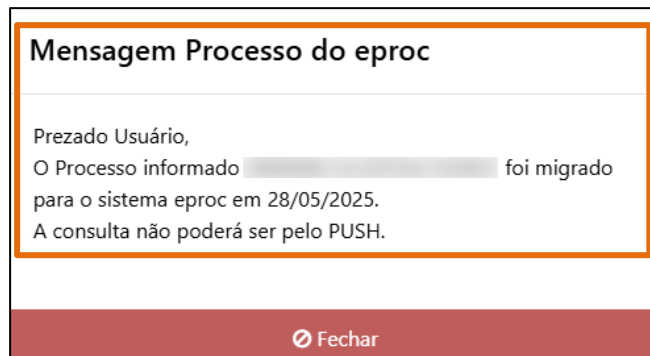 Mensagem Processo do eproc
Prezado Usuário,
O Processo informado foi migrado
para o sistema eproc em 28/05/2025.
A consulta não poderá ser pelo PUSH.
Fechar